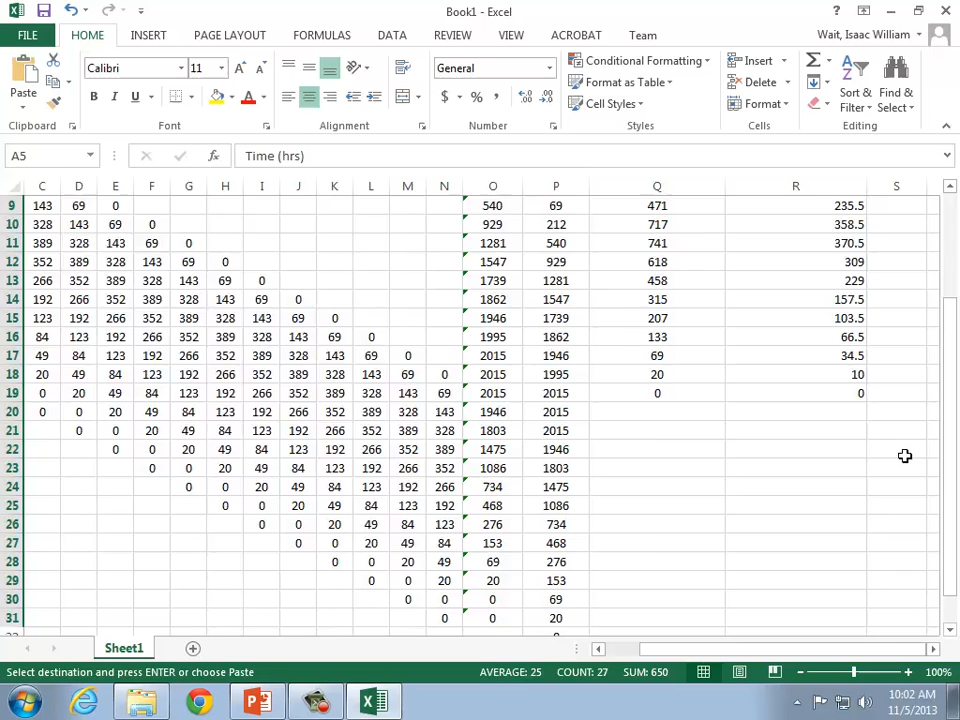 Book1 - Excel
FILE HOME INSERT PAGE LAYOUT FORMULAS DATA REVIEW VIEW ACROBAT Team Wait, Isaac William
Paste Calibri 11 General Conditional Formatting Format as Table Cell Styles Insert Delete Format Sort & Filter Find & Select
Clipboard Font Alignment Number Styles Cells Editing
A5 fx Time (hrs)
C D E F G H I J K L M N O P Q R S
9 143 69 0 540 69 471 235.5
10 328 143 69 0 929 212 717 358.5
11 389 328 143 69 0 1281 540 741 370.5
12 352 389 328 143 69 0 1547 929 618 309
13 266 352 389 328 143 69 0 1739 1281 458 229
14 192 266 352 389 328 143 69 0 1862 1547 315 157.5
15 123 192 266 352 389 328 143 69 0 1946 1739 207 103.5
16 84 123 192 266 352 389 328 143 69 0 1995 1862 133 66.5
17 49 84 123 192 266 352 389 328 143 69 0 2015 1946 69 34.5
18 20 49 84 123 192 266 352 389 328 143 69 0 2015 1995 20 10
19 0 20 49 84 123 192 266 352 389 328 143 69 2015 2015 0 0
20 0 0 20 49 84 123 192 266 352 389 328 143 1946 2015
21 0 0 20 49 84 123 192 266 352 389 328 1803 2015
22 0 0 20 49 84 123 192 266 352 389 1475 1946
23 0 0 20 49 84 123 192 266 352 1086 1803
24 0 0 20 49 84 123 192 266 734 1475
25 0 0 20 49 84 123 192 468 1086
26 0 0 20 49 84 123 276 734
27 0 0 20 49 84 153 468
28 0 0 20 49 69 276
29 0 0 20 20 153
30 0 0 0 69
31 0 0 20
Sheet1
Select destination and press ENTER or choose Paste AVERAGE: 25 COUNT: 27 SUM: 650 100%
10:02 AM
11/5/2013